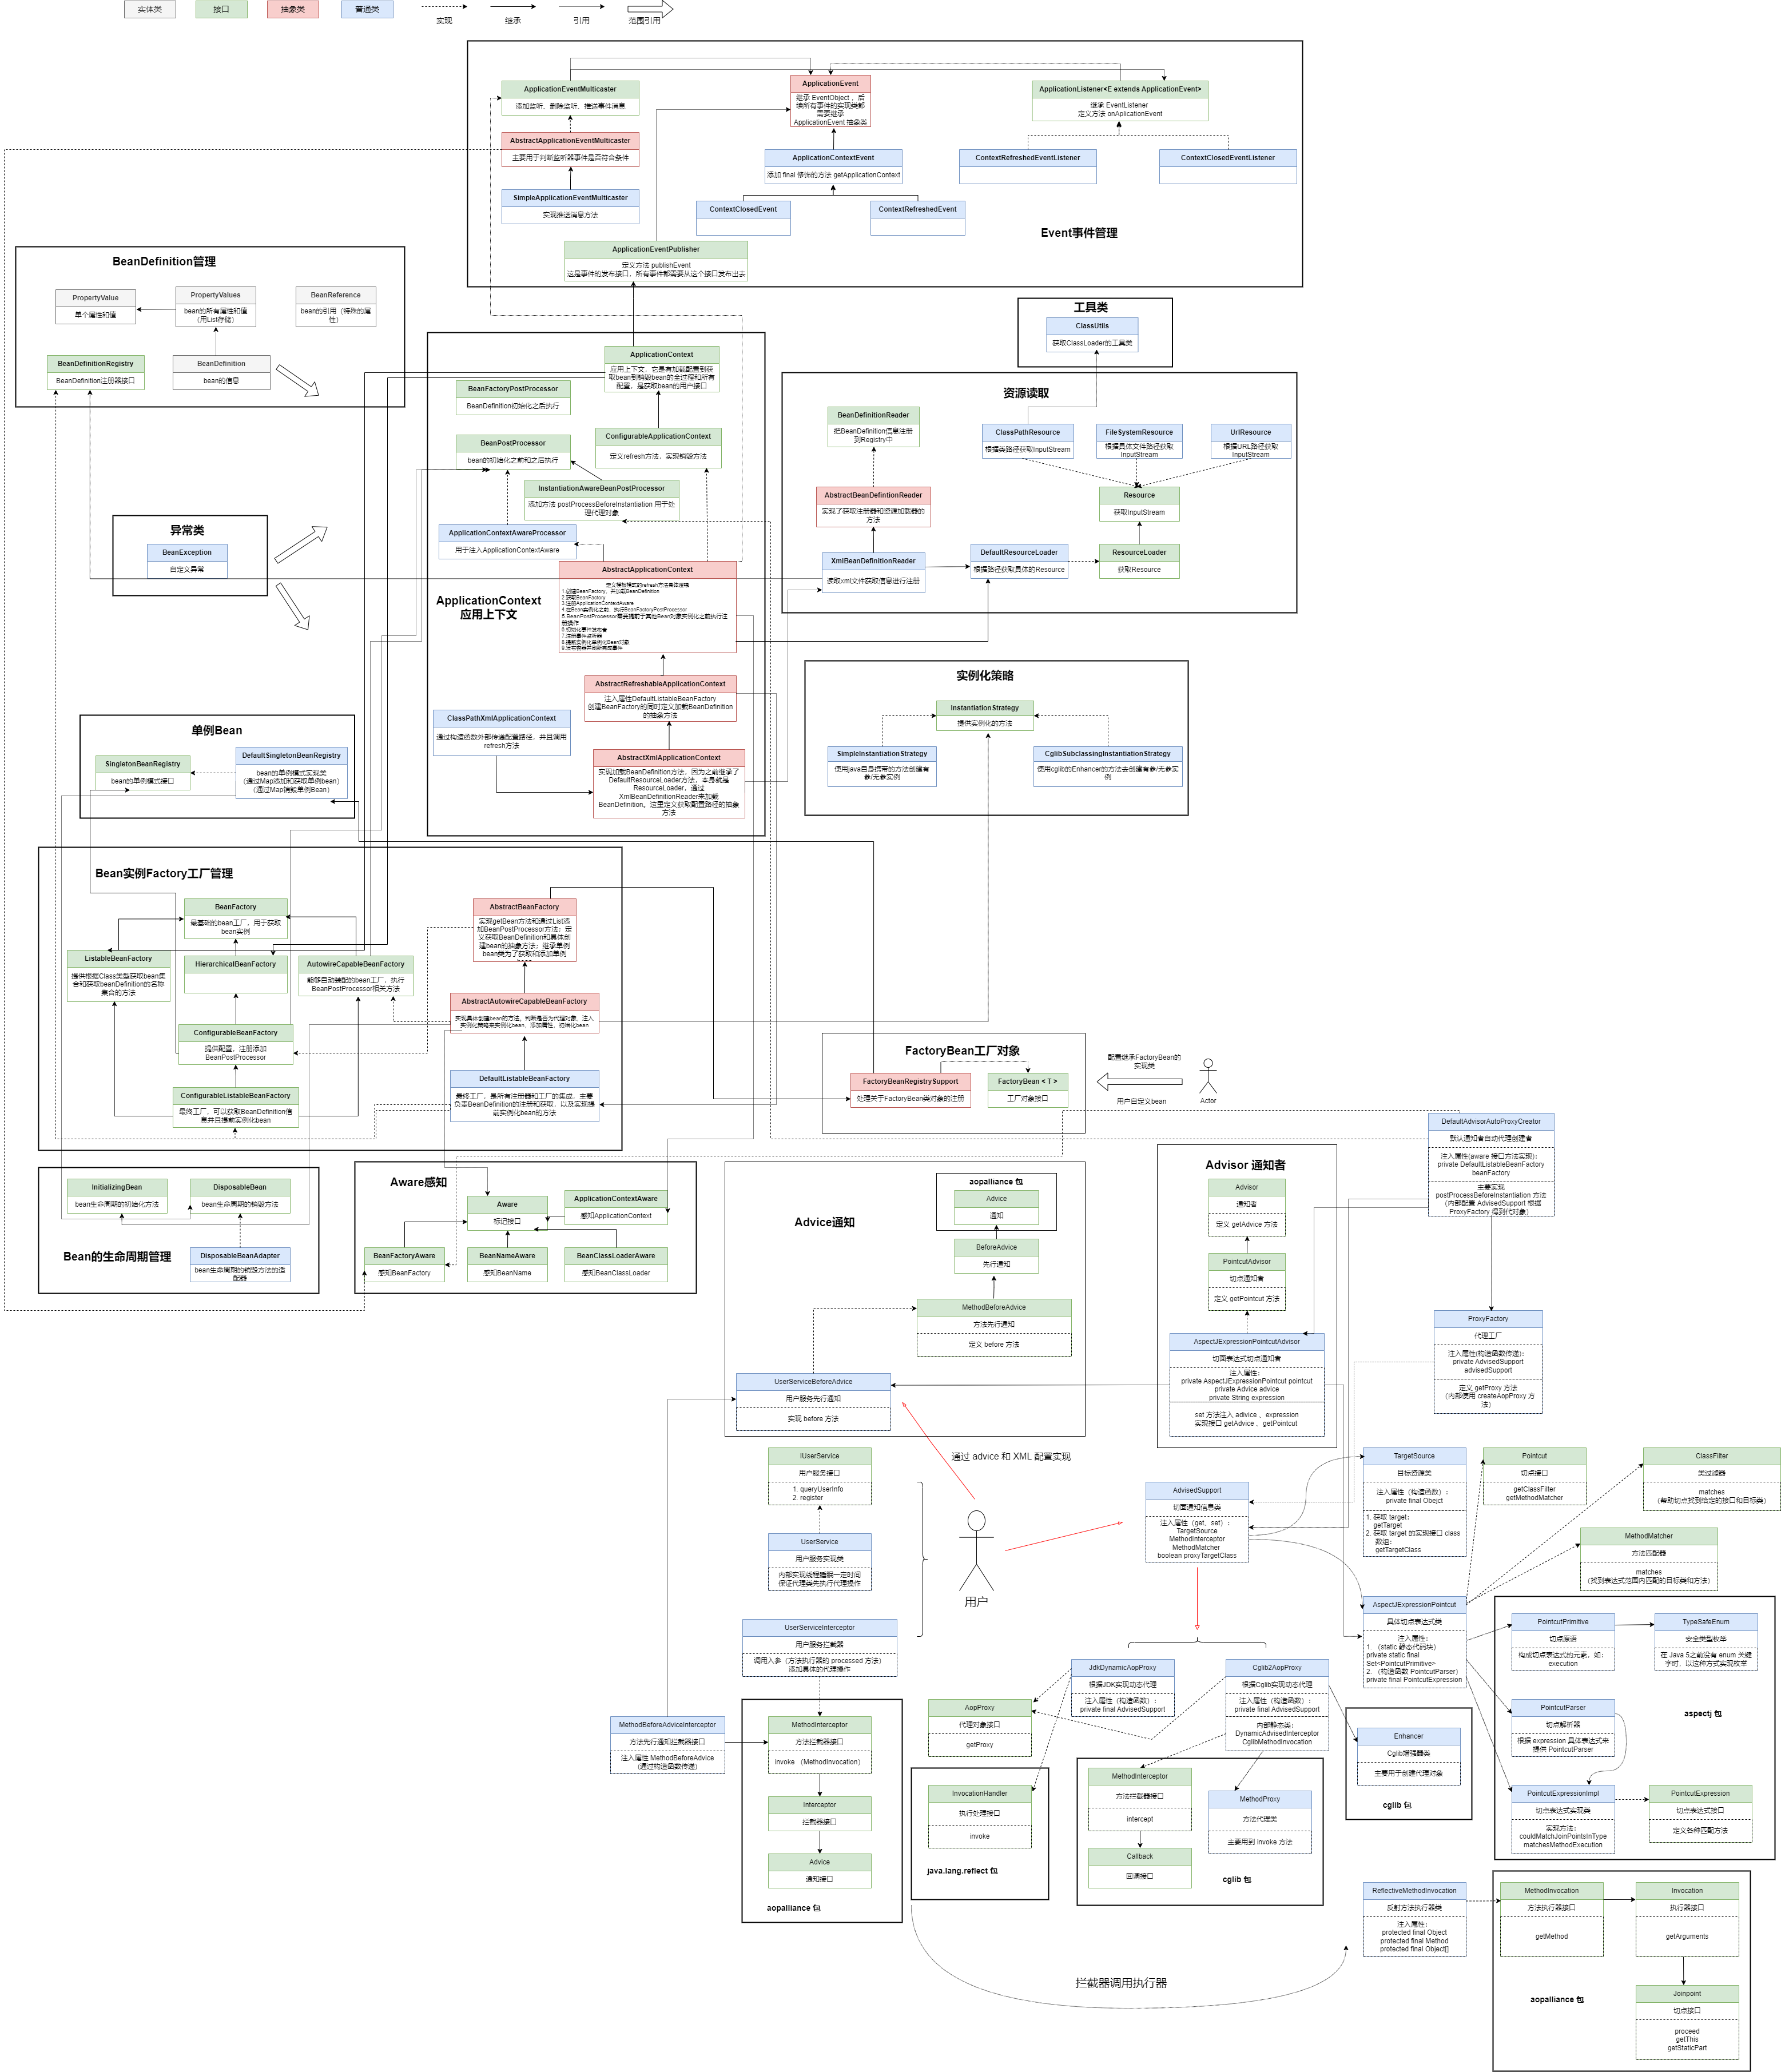 实体类
接口
抽象类
普通类
实现
继承
引用
范围引用
ApplicationEventMulticaster
添加监听、删除监听、推送事件消息
AbstractApplicationEventMulticaster
主要用于判断监听器事件是否符合条件
SimpleApplicationEventMulticaster
实现推送消息方法
ApplicationEvent
继承 EventObject ，后
续所有事件的实现类都
需要继承
ApplicationEvent 抽象类
ApplicationContextEvent
添加 final 修饰的方法 getApplicationContext
ContextClosedEvent
ContextRefreshedEvent
ApplicationListener<E extends ApplicationEvent>
继承 EventListener
定义方法 onAplicationEvent
ContextRefreshedEventListener
ContextClosedEventListener
Event事件管理
ApplicationEventPublisher
定义方法 publishEvent
这是事件的发布接口，所有事件都需要从这个接口发布出去
BeanDefinition管理
PropertyValue
单个属性和值
PropertyValues
bean的所有属性和值
（用List存储）
BeanReference
bean的引用（特殊的属
性）
BeanDefinitionRegistry
BeanDefinition注册器接口
BeanDefinition
bean的信息
工具类
ClassUtils
获取ClassLoader的工具类
ApplicationContext
应用上下文，它是有加载配置到获
取bean到销毁bean的全过程和所有
配置，是获取bean的用户接口
BeanFactoryPostProcessor
BeanDefinition初始化之后执行
BeanPostProcessor
bean的初始化之前和之后执行
ConfigurableApplicationContext
定义refresh方法，实现销毁方法
InstantiationAwareBeanPostProcessor
添加方法 postProcessBeforeInstantiation 用于处
理代理对象
ApplicationContextAwareProcessor
用于注入ApplicationContextAware
ApplicationContext
应用上下文
AbstractApplicationContext
定义模板模式的refresh方法具体逻辑
1.创建BeanFactory，并加载BeanDefinition
2.获取BeanFactory
3.注册ApplicationContextAware
4.在Bean实例化之前，执行BeanFactoryPostProcessor
5.BeanPostProcessor需要提前于其他Bean对象实例化之前执行注
册操作
6.初始化事件发布者
7.注册事件监听器
8.提前实例化单例化Bean对象
9.发布容器并刷新完成事件
AbstractRefreshableApplicationContext
注入属性DefaultListableBeanFactory
创建BeanFactory的同时定义加载BeanDefinition
的抽象方法
ClassPathXmlApplicationContext
通过构造函数外部传递配置路径，并且调用
refresh方法
AbstractXmlApplicationContext
实现加载BeanDefinition方法，因为之前继承了
DefaultResourceLoader方法，本身就是
ResourceLoader，通过
XmlBeanDefinitionReader来加载
BeanDefinition。这里定义获取配置路径的抽象
方法
资源读取
BeanDefinitionReader
把BeanDefinition信息注册
到Registry中
ClassPathResource
根据类路径获取InputStream
FileSystemResource
根据具体文件路径获取
InputStream
UrlResource
根据URL路径获取
InputStream
AbstractBeanDefintionReader
实现了获取注册器和资源加载器的
方法
Resource
获取InputStream
XmlBeanDefinitionReader
读取xml文件获取信息进行注册
DefaultResourceLoader
根据路径获取具体的Resource
ResourceLoader
获取Resource
异常类
BeanException
自定义异常
实例化策略
InstantiationStrategy
提供实例化的方法
SimpleInstantiationStrategy
使用java自身携带的方法创建有
参/无参实例
CglibSubclassingInstantiationStrategy
使用cglib的Enhancer的方法去创建有参/无参实
例
单例Bean
SingletonBeanRegistry
bean的单例模式接口
DefaultSingletonBeanRegistry
bean的单例模式实现类
（通过Map添加和获取单例bean）
（通过Map销毁单例Bean）
Bean实例Factory工厂管理
BeanFactory
最基础的bean工厂，用于获取
bean实例
ListableBeanFactory
提供根据Class类型获取bean集
合和获取beanDefinition的名称
集合的方法
HierarchicalBeanFactory
AutowireCapableBeanFactory
能够自动装配的bean工厂，执行
BeanPostProcessor相关方法
ConfigurableBeanFactory
提供配置，注册添加
BeanPostProcessor
ConfigurableListableBeanFactory
最终工厂，可以获取BeanDefinition信
息并且提前实例化bean
AbstractBeanFactory
实现getBean方法和通过List添
加BeanPostProcessor方法；定
义获取BeanDefinition和具体创
建bean的抽象方法；继承单例
bean类为了获取和添加单例
AbstractAutowireCapableBeanFactory
实现具体创建bean的方法。判断是否为代理对象，注入
实例化策略来实例化bean、添加属性、初始化bean
DefaultListableBeanFactory
最终工厂，是所有注册器和工厂的集成，主要
负责BeanDefinition的注册和获取，以及实现提
前实例化bean的方法
FactoryBean工厂对象
FactoryBeanRegistrySupport
处理关于FactoryBean类对象的注册
FactoryBean < T >
工厂对象接口
配置继承FactoryBean的
实现类
用户自定义bean
Actor
InitializingBean
bean生命周期的初始化方法
DisposableBean
bean生命周期的销毁方法
Bean的生命周期管理
DisposableBeanAdapter
bean生命周期的销毁方法的适
配器
Aware感知
Aware
标记接口
ApplicationContextAware
感知ApplicationContext
BeanFactoryAware
感知BeanFactory
BeanNameAware
感知BeanName
BeanClassLoaderAware
感知BeanClassLoader
Advice通知
aopalliance 包
Advice
通知
BeforeAdvice
先行通知
MethodBeforeAdvice
方法先行通知
定义 before 方法
UserServiceBeforeAdvice
用户服务先行通知
实现 before 方法
Advisor 通知者
Advisor
通知者
定义 getAdvice 方法
PointcutAdvisor
切点通知者
定义 getPointcut 方法
AspectJExpressionPointcutAdvisor
切面表达式切点通知者
注入属性：
private AspectJExpressionPointcut pointcut
private Advice advice
private String expression
set 方法注入 adivice 、expression
实现接口 getAdvice 、getPointcut
DefaultAdvisorAutoProxyCreator
默认通知者自动代理创建者
注入属性(aware 接口方法实现)：
private DefaultListableBeanFactory
beanFactory
主要实现
postProcessBeforeInstantiation 方法
（内部配置 AdvisedSupport 根据
ProxyFactory 得到代对象）
ProxyFactory
代理工厂
注入属性(构造函数传递)：
private AdvisedSupport
advisedSupport
定义 getProxy 方法
（内部使用 createAopProxy 方
法）
通过 advice 和 XML 配置实现
IUserService
用户服务接口
1. queryUserInfo
2. register
UserService
用户服务实现类
内部实现线程睡眠一定时间
保证代理类先执行代理操作
UserServiceInterceptor
用户服务拦截器
调用入参（方法执行器的 processed 方法）
添加具体的代理操作
用户
AdvisedSupport
切面通知信息类
注入属性（get、set）：
TargetSource
MethodInterceptor
MethodMatcher
boolean proxyTargetClass
TargetSource
目标资源类
注入属性（构造函数）：
private final Obejct
1. 获取 target：
getTarget
2. 获取 target 的实现接口 class
数组：
getTargetClass
Pointcut
切点接口
getClassFilter
getMethodMatcher
ClassFilter
类过滤器
matches
（帮助切点找到给定的接口和目标类）
MethodMatcher
方法匹配器
matches
（找到表达式范围内匹配的目标类和方法）
AspectJExpressionPointcut
具体切点表达式类
注入属性：
1. （static 静态代码块）
private static final
Set<PointcutPrimitive>
2. （构造函数 PointcutParser）
private final PointcutExpression
PointcutPrimitive
切点原语
构成切点表达式的元素，如：
execution
TypeSafeEnum
安全类型枚举
在 Java 5之前没有 enum 关键
字时，以这种方式实现枚举
PointcutParser
切点解析器
根据 expression 具体表达式来
提供 PointcutParser
aspectj 包
PointcutExpressionImpl
切点表达式实现类
实现方法：
couldMatchJoinPointsInType
matchesMethodExecution
PointcutExpression
切点表达式接口
定义各种匹配方法
JdkDynamicAopProxy
根据JDK实现动态代理
注入属性（构造函数）：
private final AdvisedSupport
Cglib2AopProxy
根据Cglib实现动态代理
注入属性（构造函数）：
private final AdvisedSupport
内部静态类：
DynamicAdvisedInterceptor
CglibMethodInvocation
AopProxy
代理对象接口
getProxy
Enhancer
Cglib增强器类
主要用于创建代理对象
cglib 包
MethodBeforeAdviceInterceptor
方法先行通知拦截器接口
注入属性 MethodBeforeAdvice
(通过构造函数传递)
MethodInterceptor
方法拦截器接口
invoke （MethodInvocation）
Interceptor
拦截器接口
Advice
通知接口
aopalliance 包
InvocationHandler
执行处理接口
invoke
java.lang.reflect 包
MethodInterceptor
方法拦截器接口
intercept
Callback
回调接口
MethodProxy
方法代理类
主要用到 invoke 方法
cglib 包
拦截器调用执行器
ReflectiveMethodInvocation
反射方法执行器类
注入属性：
protected final Object
protected final Method
protected final Object[]
MethodInvocation
方法执行器接口
getMethod
Invocation
执行器接口
getArguments
Joinpoint
切点接口
proceed
getThis
getStaticPart
aopalliance 包